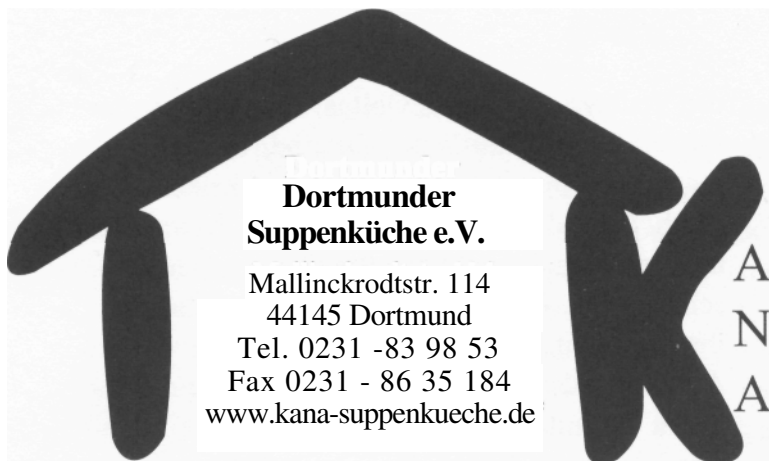 Dortmunder
Dortmunder
Suppenküche e.V.
Mallinckrodtstr. 114
44145 Dortmund
Tel. 0231 -83 98 53
Fax 0231 - 86 35 184
www.kana-suppenkueche.de
K
A
N
A